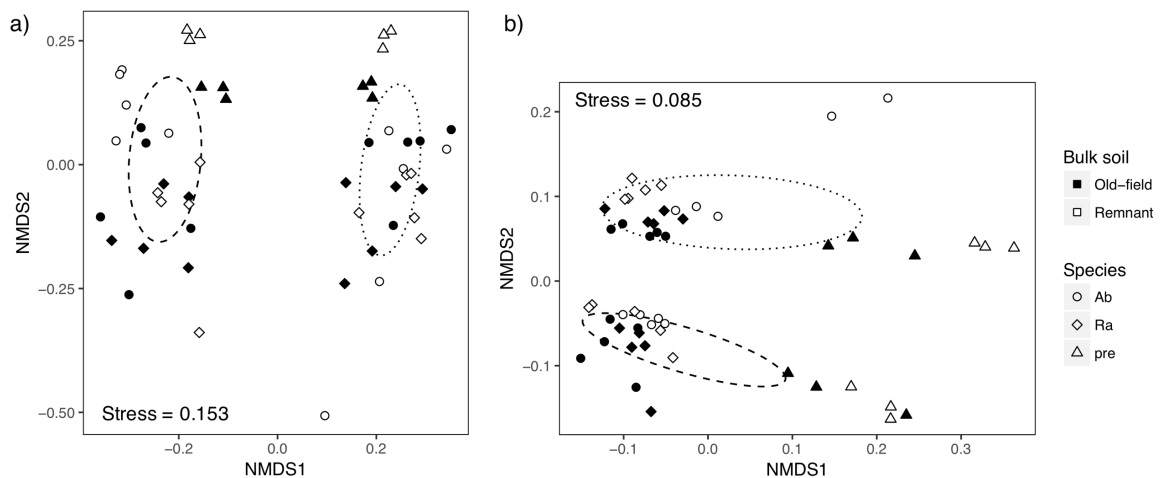 a)
0.25
0.00
−0.25
−0.50
NMDS2
Stress = 0.153
−0.2
0.0
0.2
NMDS1
b)
Stress = 0.085
0.2
0.1
0.0
−0.1
NMDS2
−0.1
0.0
0.1
0.2
0.3
NMDS1
Bulk soil
Old−field
Remnant
Species
Ab
Ra
pre